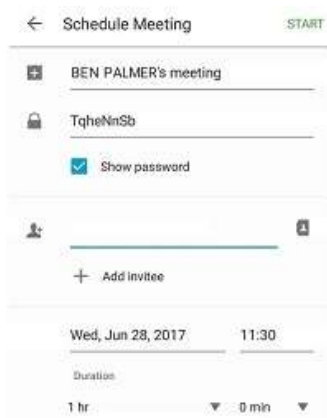 Schedule Meeting START
BEN PALMER's meeting
TqheNnSb
Show password
Add invitee
Wed, Jun 28, 2017 11:30
Duration
1 hr 0 min